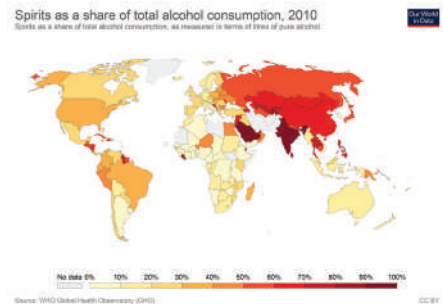 Spirits as a share of total alcohol consumption, 2010
Spirits as a share of total alcohol consumption, as measured in terms of litres of pure alcohol.
Our World
in Data
No data 0% 10% 20% 30% 40% 50% 60% 70% 80% 90% 100%
Source: WHO Global Health Observatory (GHO)
CC BY